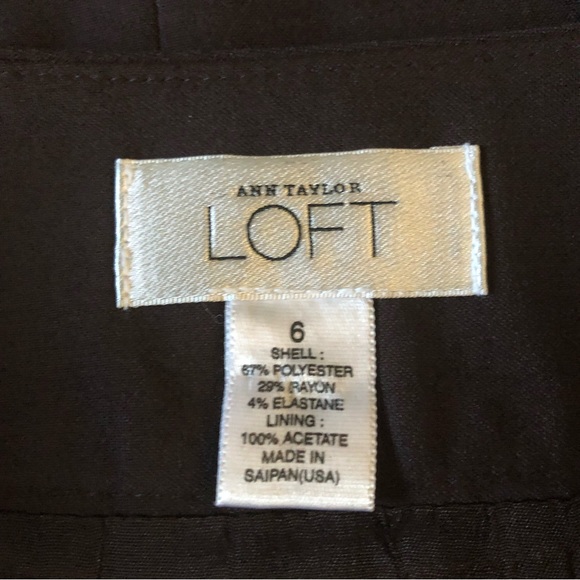 ANN TAYLOR
LOFT
6
SHELL :
67% POLYESTER
29% RAYON
4% ELASTANE
LINING :
100% ACETATE
MADE IN
SAIPAN(USA)